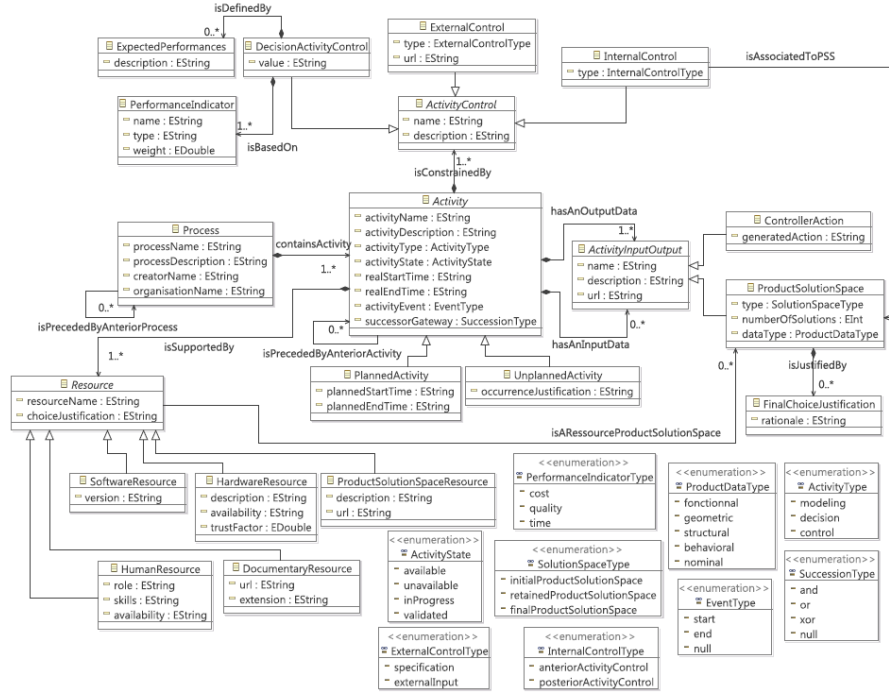 isDefinedBy
0..*
ExpectedPerformances
description : EString
DecisionActivityControl
value : EString
ExternalControl
type : ExternalControlType
url : EString
InternalControl
type : InternalControlType
isAssociatedToPSS
PerformanceIndicator
name : EString
type : EString
weight : EDouble
1..*
isBasedOn
ActivityControl
name : EString
description : EString
isConstrainedBy
1..*
Process
processName : EString
processDescription : EString
creatorName : EString
organisationName : EString
containsActivity
1..*
0..*
isPrecededByAnteriorProcess
Activity
activityName : EString
activityDescription : EString
activityType : ActivityType
activityState : ActivityState
realStartTime : EString
realEndTime : EString
activityEvent : EventType
successorGateway : SuccessionType
hasAnOutputData
1..*
ActivityInputOutput
name : EString
description : EString
url : EString
hasAnInputData
0..*
ControllerAction
generatedAction : EString
ProductSolutionSpace
type : SolutionSpaceType
numberOfSolutions : EInt
dataType : ProductDataType
isJustifiedBy
0..*
0..*
FinalChoiceJustification
rationale : EString
isSupportedBy
1..*
0..*
isPrecededByAnteriorActivity
PlannedActivity
plannedStartTime : EString
plannedEndTime : EString
UnplannedActivity
occurrenceJustification : EString
Resource
resourceName : EString
choiceJustification : EString
isARessourceProductSolutionSpace
SoftwareResource
version : EString
HardwareResource
description : EString
availability : EString
trustFactor : EDouble
ProductSolutionSpaceResource
description : EString
url : EString
HumanResource
role : EString
skills : EString
availability : EString
DocumentaryResource
url : EString
extension : EString
<<enumeration>>
PerformanceIndicatorType
cost
quality
time
<<enumeration>>
ProductDataType
fonctionnal
geometric
structural
behavioral
nominal
<<enumeration>>
ActivityType
modeling
decision
control
<<enumeration>>
ActivityState
available
unavailable
inProgress
validated
<<enumeration>>
SolutionSpaceType
initialProductSolutionSpace
retainedProductSolutionSpace
finalProductSolutionSpace
<<enumeration>>
EventType
start
end
null
<<enumeration>>
SuccessionType
and
or
xor
null
<<enumeration>>
ExternalControlType
specification
externalInput
<<enumeration>>
InternalControlType
anteriorActivityControl
posteriorActivityControl